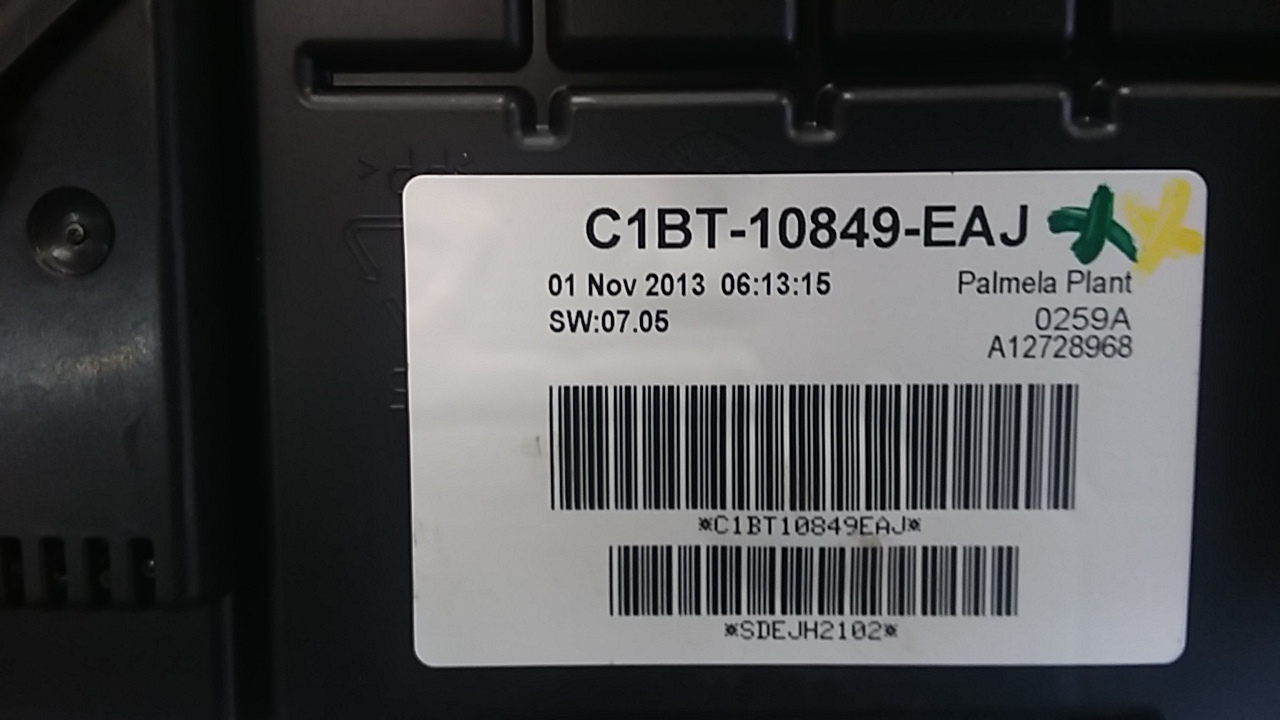 C1BT-10849-EAJ
01 Nov 2013 06:13:15
Palmela Plant
SW:07.05
0259A
A12728968
*C1BT10849EAJ*
*SDEJH2102*